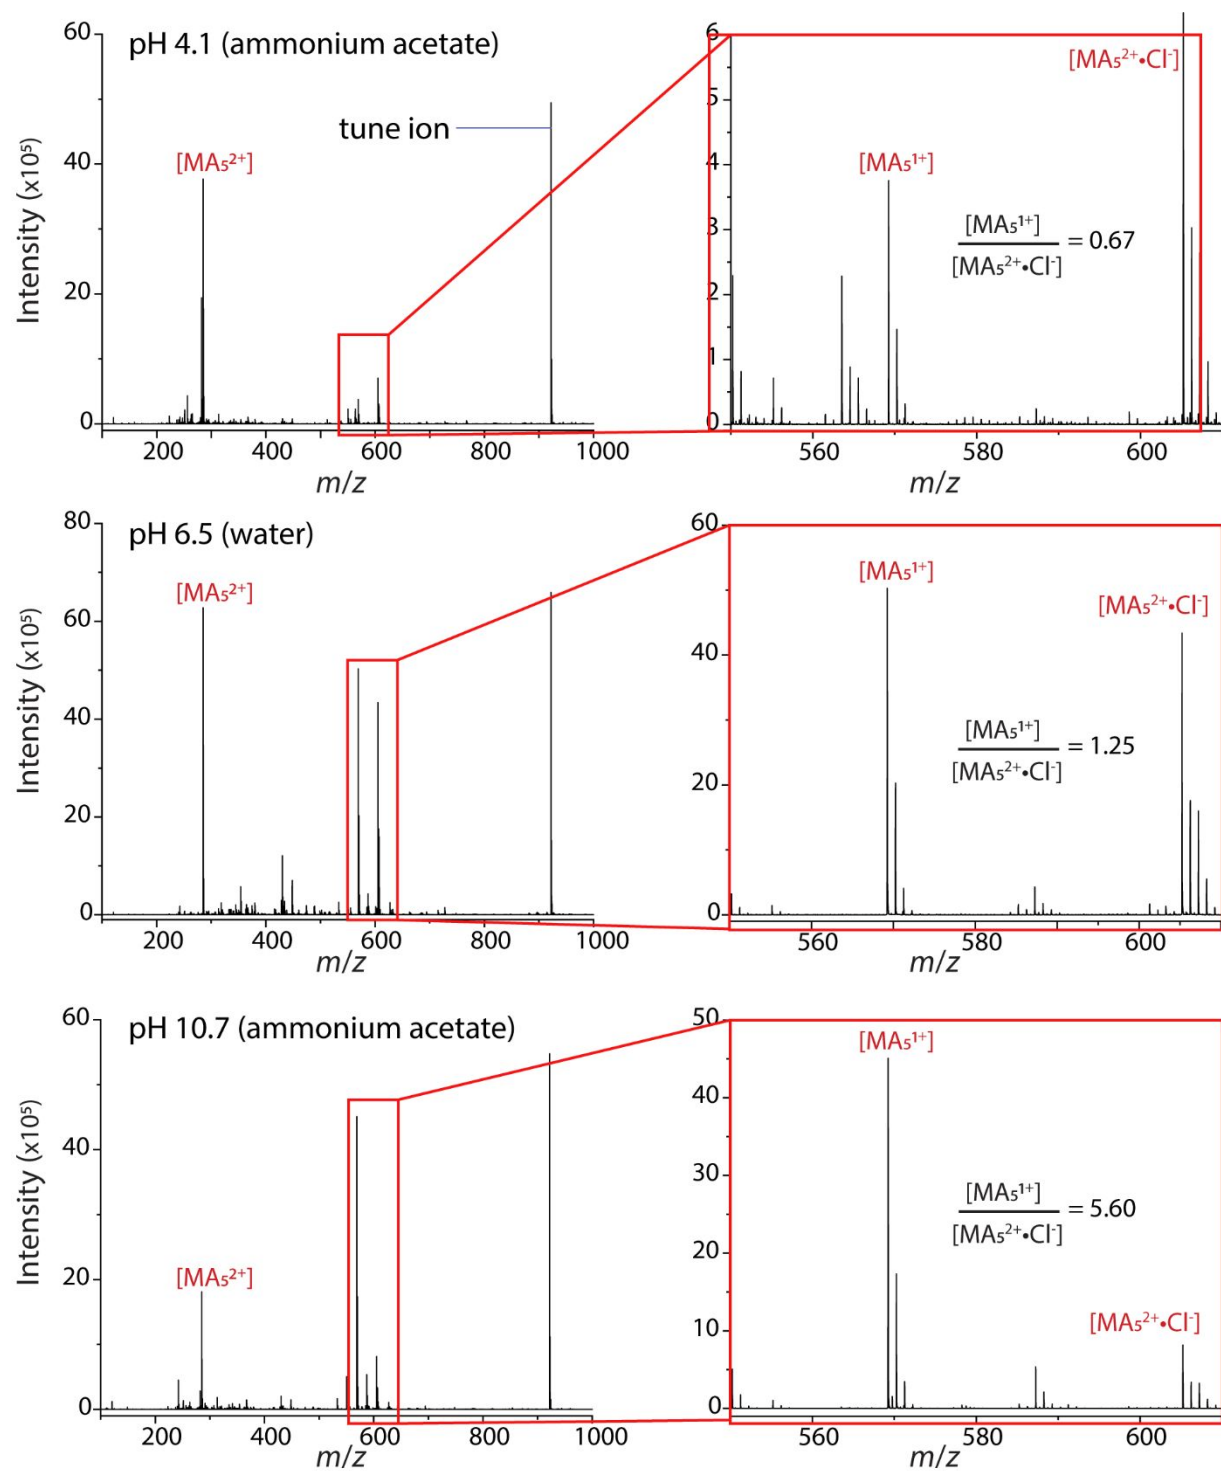 pH 4.1 (ammonium acetate)
60
40
20
0
Intensity (x10⁵)
[MA₅²⁺]
tune ion
200 400 600 800 1000
m/z
6
5
4
3
2
1
0
[MA₅²⁺•Cl⁻]
[MA₅¹⁺]
[MA₅¹⁺]
[MA₅²⁺•Cl⁻]
= 0.67
560 580 600
m/z
pH 6.5 (water)
80
60
40
20
0
Intensity (x10⁵)
[MA₅²⁺]
200 400 600 800 1000
m/z
60
40
20
0
[MA₅¹⁺]
[MA₅²⁺•Cl⁻]
[MA₅¹⁺]
[MA₅²⁺•Cl⁻]
= 1.25
560 580 600
m/z
pH 10.7 (ammonium acetate)
60
40
20
0
Intensity (x10⁵)
[MA₅²⁺]
200 400 600 800 1000
m/z
50
40
30
20
10
0
[MA₅¹⁺]
[MA₅¹⁺]
[MA₅²⁺•Cl⁻]
= 5.60
[MA₅²⁺•Cl⁻]
560 580 600
m/z